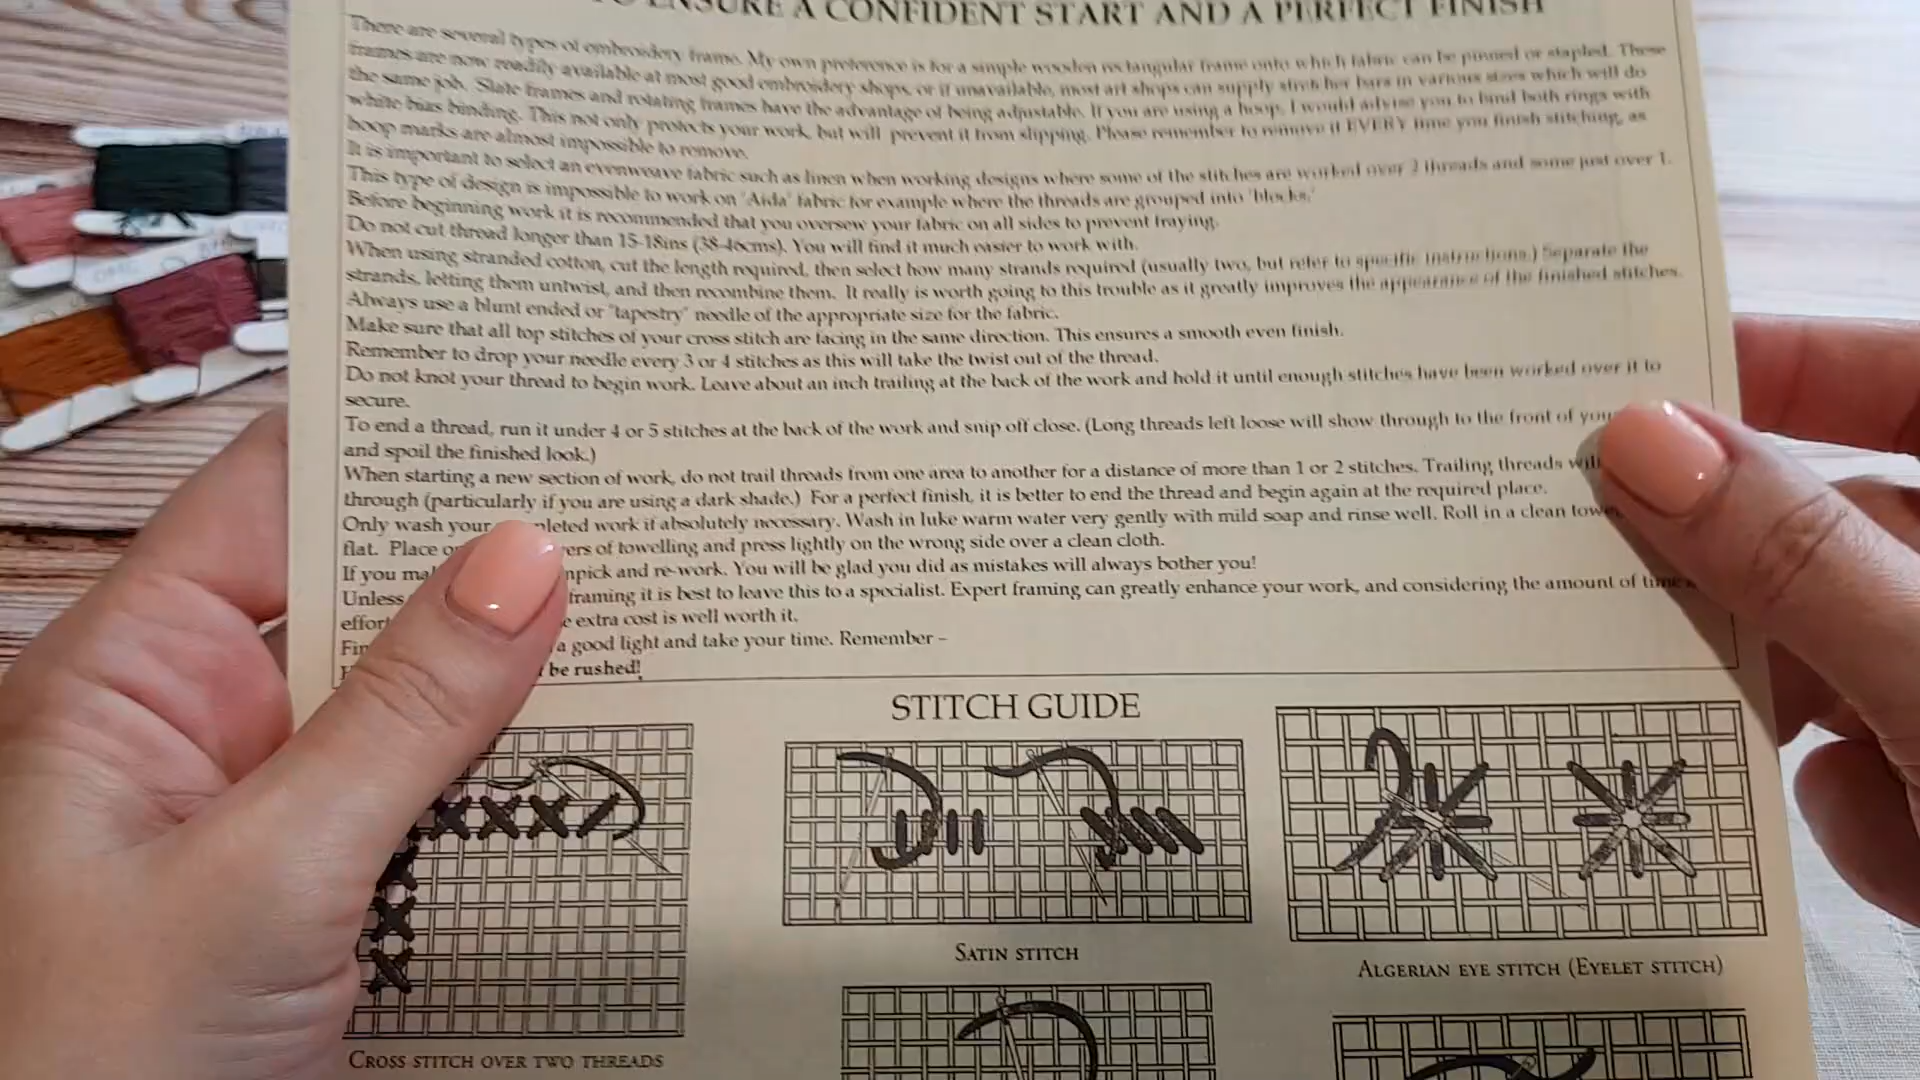 TO ENSURE A CONFIDENT START AND A PERFECT FINISH
There are several types of embroidery frame. My own preference is for a simple wooden rectangular frame onto which fabric can be pinned or stapled. These
frames are now readily available at most good embroidery shops, or if unavailable, most art shops can supply stretcher bars in various sizes which will do
the same job. Slate frames and rotating frames have the advantage of being adjustable. If you are using a hoop, I would advise you to bind both rings with
white bias binding. This not only protects your work, but will prevent it from slipping. Please remember to remove it EVERY time you finish stitching, as
hoop marks are almost impossible to remove.
It is important to select an evenweave fabric such as linen when working designs where some of the stitches are worked over 2 threads and some just over 1.
This type of design is impossible to work on 'Aida' fabric for example where the threads are grouped into 'blocks.'
Before beginning work it is recommended that you oversew your fabric on all sides to prevent fraying.
Do not cut thread longer than 15-18ins (38-46cms). You will find it much easier to work with.
When using stranded cotton, cut the length required, then select how many strands required (usually two, but refer to specific instructions.) Separate the
strands, letting them untwist, and then recombine them. It really is worth going to this trouble as it greatly improves the appearance of the finished stitches.
Always use a blunt ended or "tapestry" needle of the appropriate size for the fabric.
Make sure that all top stitches of your cross stitch are facing in the same direction. This ensures a smooth even finish.
Remember to drop your needle every 3 or 4 stitches as this will take the twist out of the thread.
Do not knot your thread to begin work. Leave about an inch trailing at the back of the work and hold it until enough stitches have been worked over it to
secure.
To end a thread, run it under 4 or 5 stitches at the back of the work and snip off close. (Long threads left loose will show through to the front of you
and spoil the finished look.)
When starting a new section of work, do not trail threads from one area to another for a distance of more than 1 or 2 stitches. Trailing threads will
through (particularly if you are using a dark shade.) For a perfect finish, it is better to end the thread and begin again at the required place.
Only wash your pleted work if absolutely necessary. Wash in luke warm water very gently with mild soap and rinse well. Roll in a clean towe
flat. Place o ers of towelling and press lightly on the wrong side over a clean cloth.
If you ma npick and re-work. You will be glad you did as mistakes will always bother you!
Unless framing it is best to leave this to a specialist. Expert framing can greatly enhance your work, and considering the amount of time
effort e extra cost is well worth it.
Fin a good light and take your time. Remember –
be rushed!
STITCH GUIDE
SATIN STITCH
ALGERIAN EYE STITCH (EYELET STITCH)
CROSS STITCH OVER TWO THREADS